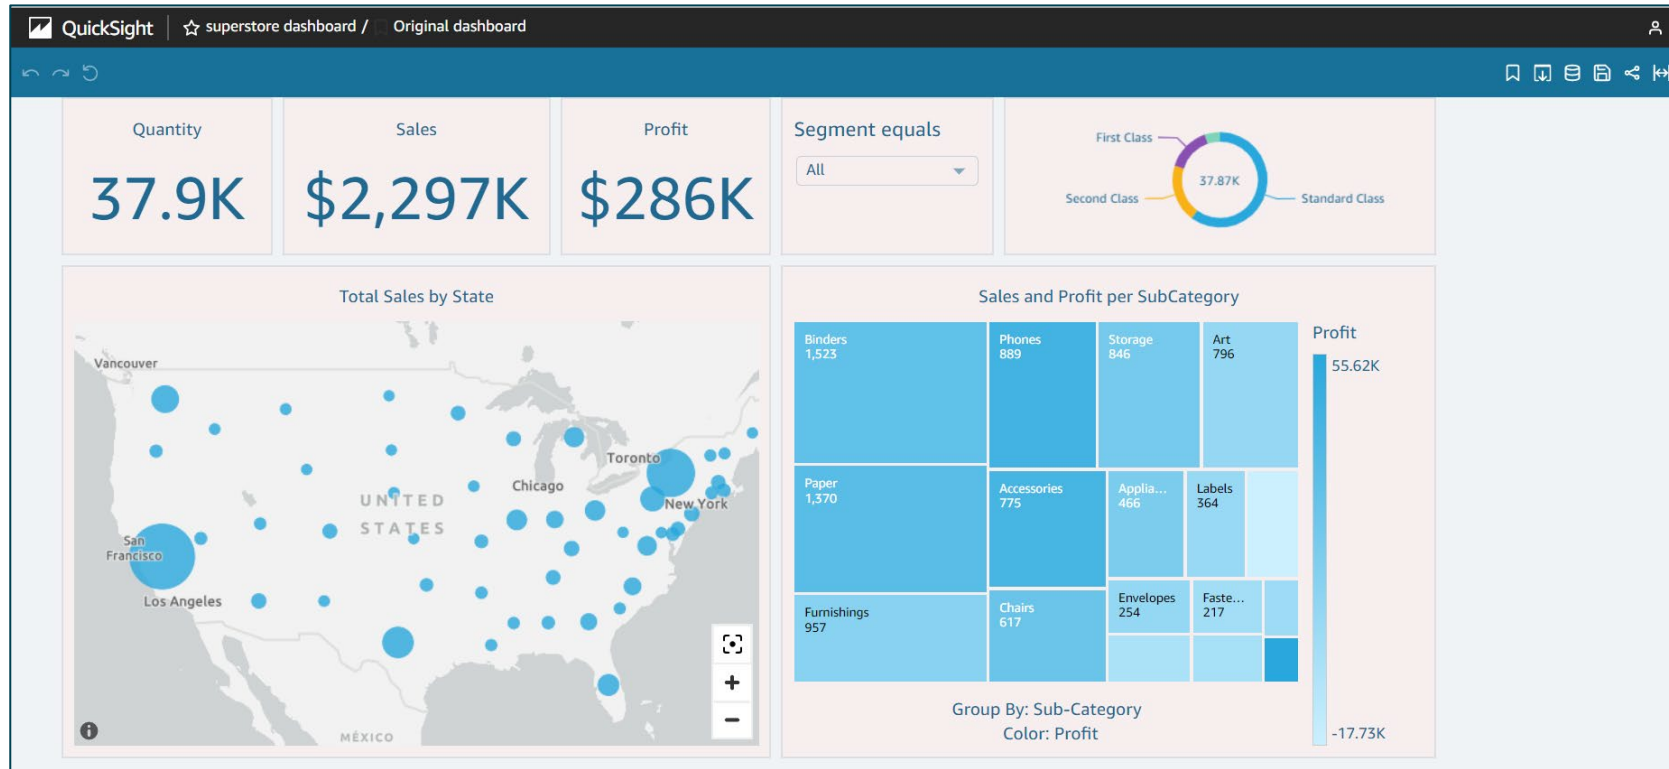 QuickSight
superstore dashboard /
Original dashboard
Quantity
37.9K
Sales
$2,297K
Profit
$286K
Segment equals
All
First Class
Second Class
37.87K
Standard Class
Total Sales by State
Vancouver
Toronto
Chicago
New York
UNITED
STATES
San
Francisco
Los Angeles
MÉXICO
Sales and Profit per SubCategory
Binders
1,523
Phones
889
Storage
846
Art
796
Paper
1,370
Accessories
775
Applia...
466
Labels
364
Furnishings
957
Chairs
617
Envelopes
254
Faste...
217
Group By: Sub-Category
Color: Profit
Profit
55.62K
-17.73K